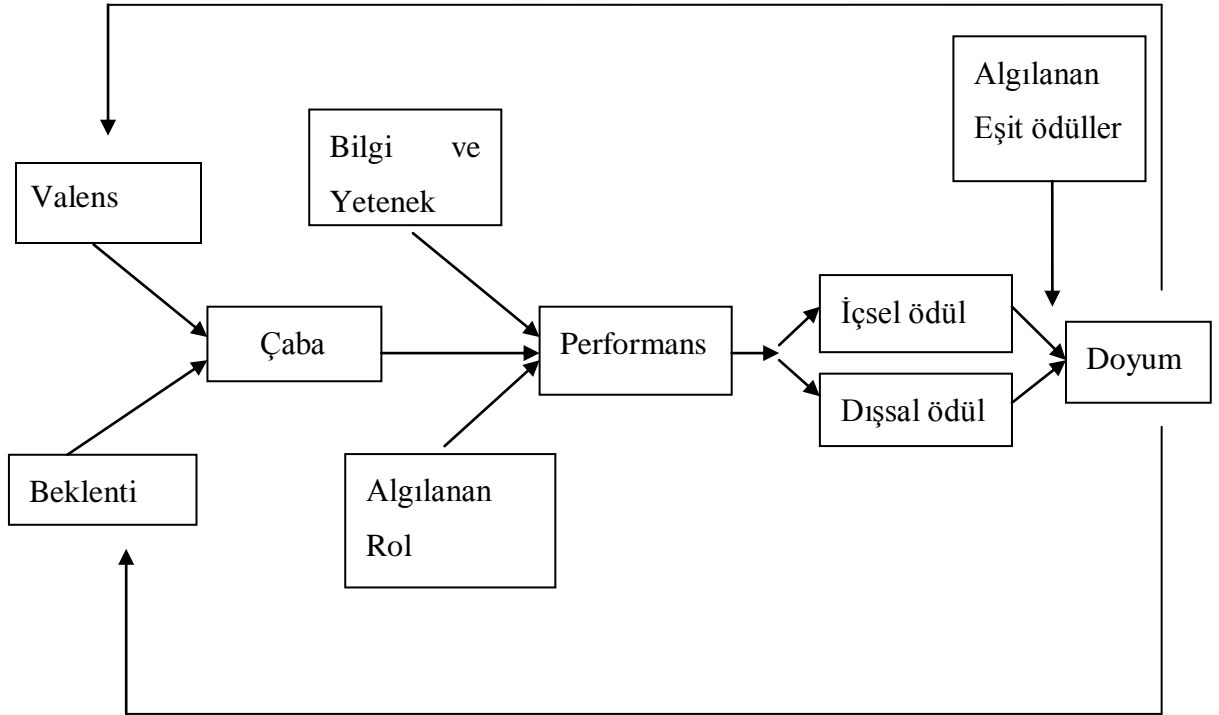 Algılanan
Eşit ödüller
Bilgi ve
Yetenek
Valens
Çaba
Performans
İçsel ödül
Dışsal ödül
Doyum
Beklenti
Algılanan
Rol